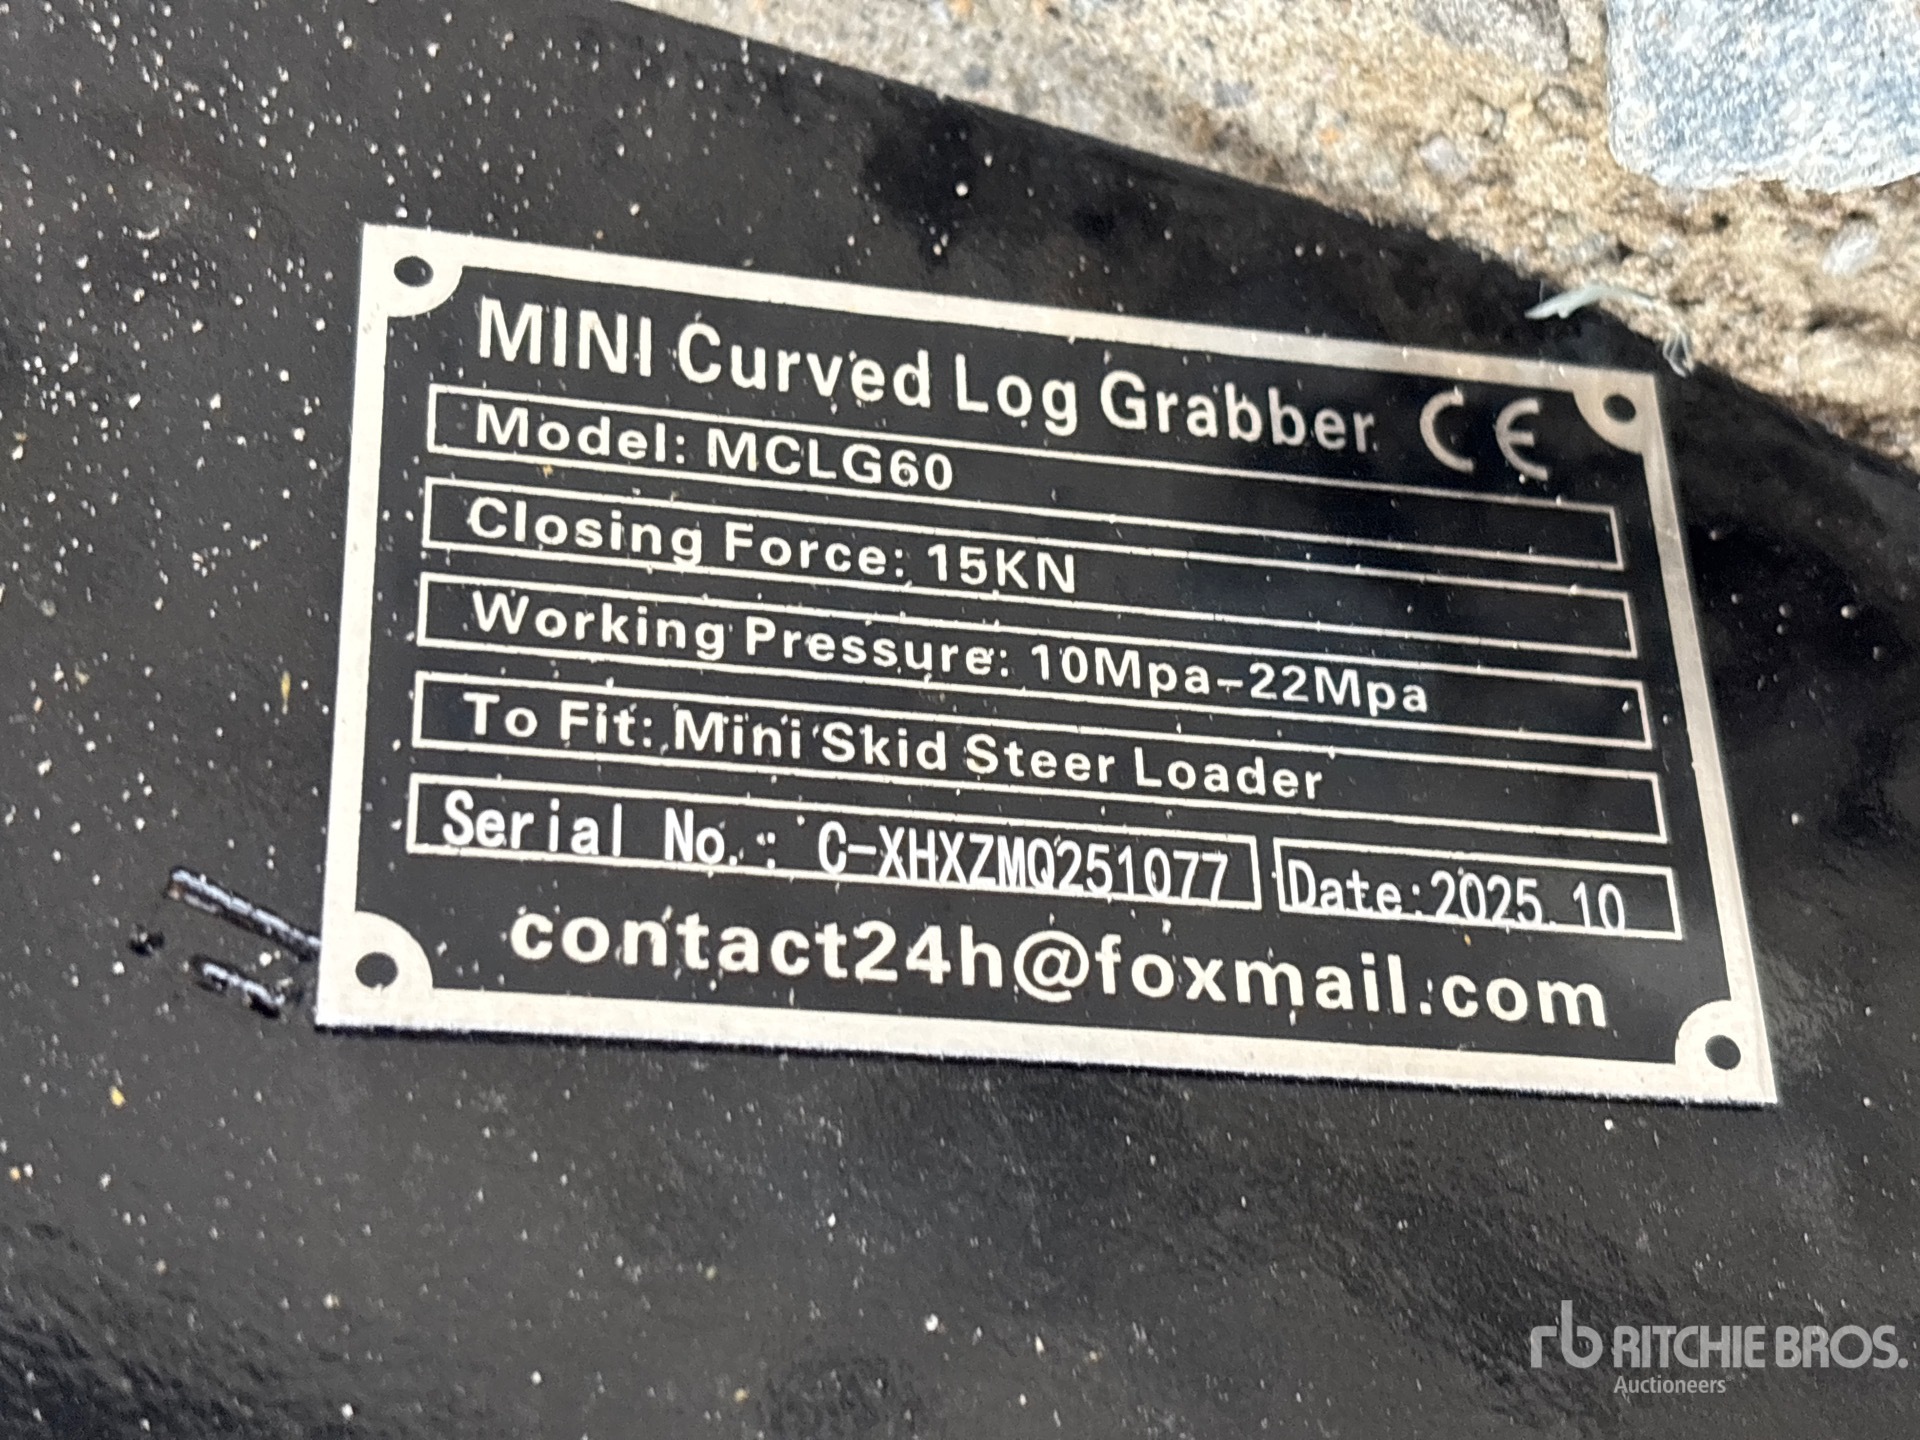 MINI Curved Log Grabber CE
Model: MCLG60
Closing Force: 15KN
Working Pressure: 10Mpa-22Mpa
To Fit: Mini Skid Steer Loader
Serial No.: C-XHXZMQ251077 Date:2025.10
contact24h@foxmail.com
rb RITCHIE BROS.
Auctioneers